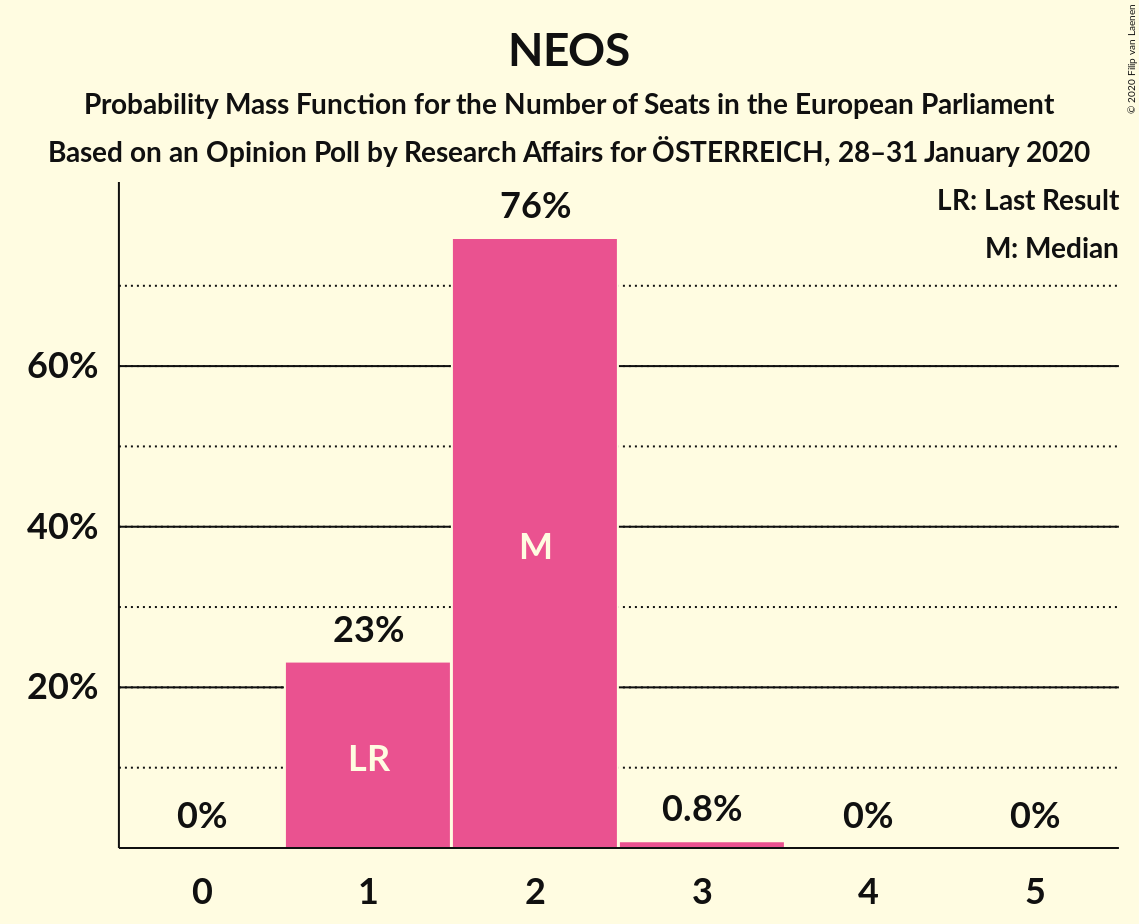 NEOS
Probability Mass Function for the Number of Seats in the European Parliament
Based on an Opinion Poll by Research Affairs for ÖSTERREICH, 28–31 January 2020
© 2020 Filip van Laenen
LR: Last Result
M: Median
76%
60%
40%
M
23%
20%
LR
0%
0.8%
0%
0%
0 1 2 3 4 5